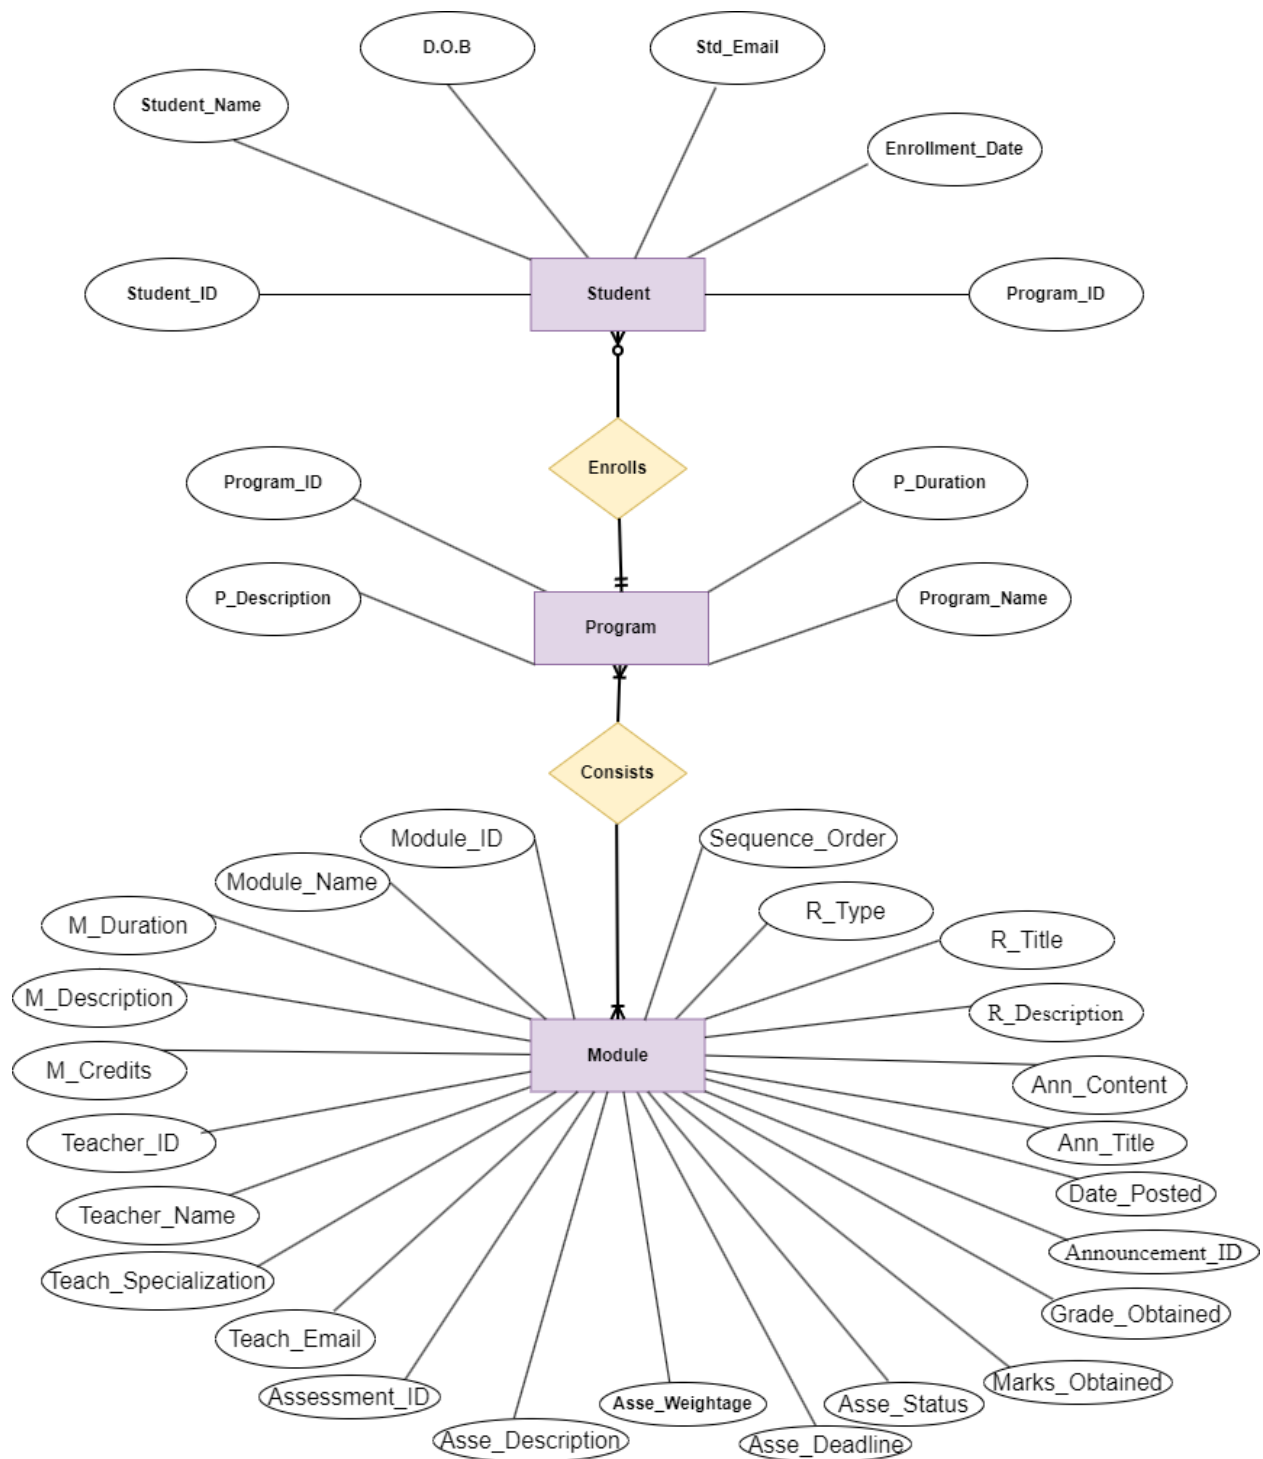 D.O.B
Std_Email
Student_Name
Enrollment_Date
Student_ID
Student
Program_ID
Enrolls
Program_ID
P_Duration
P_Description
Program
Program_Name
Consists
Module_ID
Sequence_Order
Module_Name
R_Type
M_Duration
R_Title
M_Description
R_Description
Module
M_Credits
Ann_Content
Teacher_ID
Ann_Title
Date_Posted
Teacher_Name
Announcement_ID
Teach_Specialization
Grade_Obtained
Teach_Email
Marks_Obtained
Assessment_ID
Asse_Weightage
Asse_Status
Asse_Description
Asse_Deadline